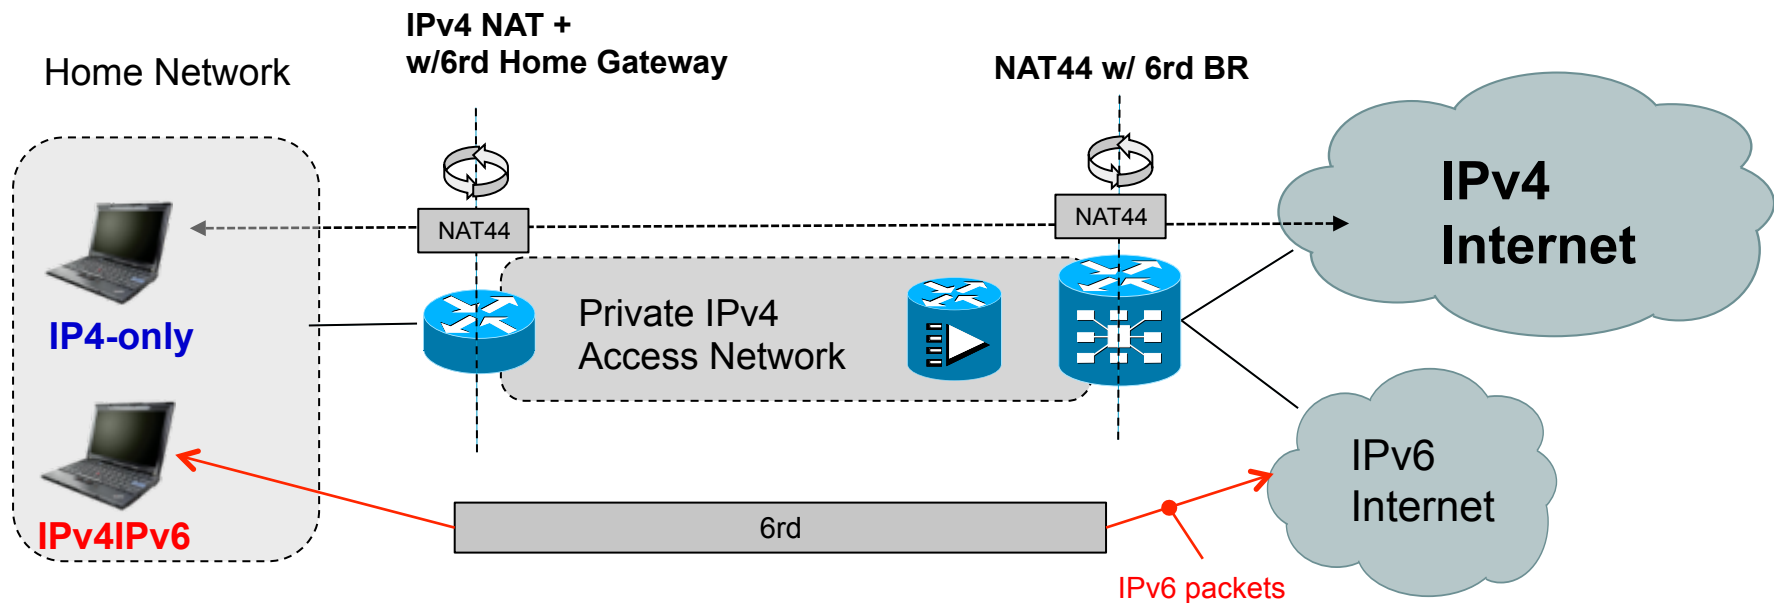 IPv4 NAT +
w/6rd Home Gateway
Home Network
NAT44 w/ 6rd BR
NAT44
NAT44
IPv4
Internet
IP4-only
Private IPv4
Access Network
IPv4IPv6
6rd
IPv6
Internet
IPv6 packets